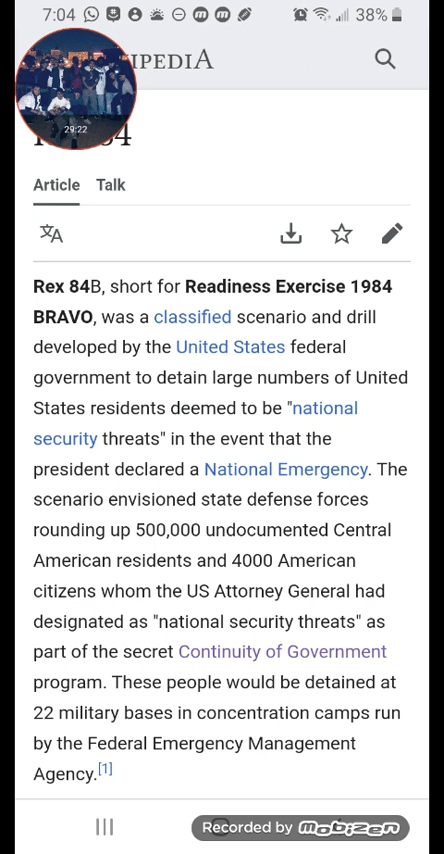 7:04 38%
IPEDIA
29:22
84
Article Talk
Rex 84B, short for Readiness Exercise 1984
BRAVO, was a classified scenario and drill
developed by the United States federal
government to detain large numbers of United
States residents deemed to be "national
security threats" in the event that the
president declared a National Emergency. The
scenario envisioned state defense forces
rounding up 500,000 undocumented Central
American residents and 4000 American
citizens whom the US Attorney General had
designated as "national security threats" as
part of the secret Continuity of Government
program. These people would be detained at
22 military bases in concentration camps run
by the Federal Emergency Management
Agency.[1]
Recorded by Mobizen